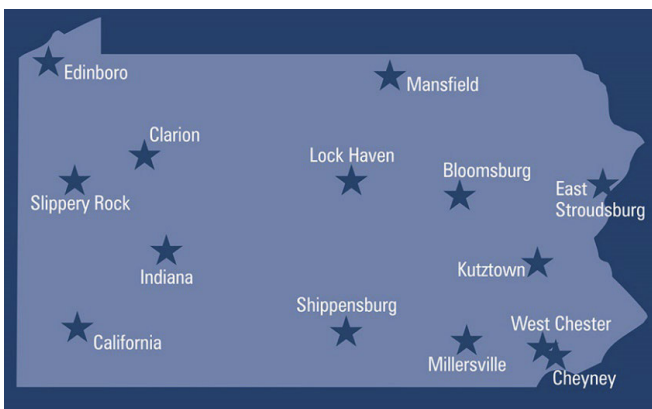 Edinboro
Mansfield
Clarion
Lock Haven
Bloomsburg
East
Stroudsburg
Slippery Rock
Indiana
Kutztown
Shippensburg
California
West Chester
Millersville
Cheyney